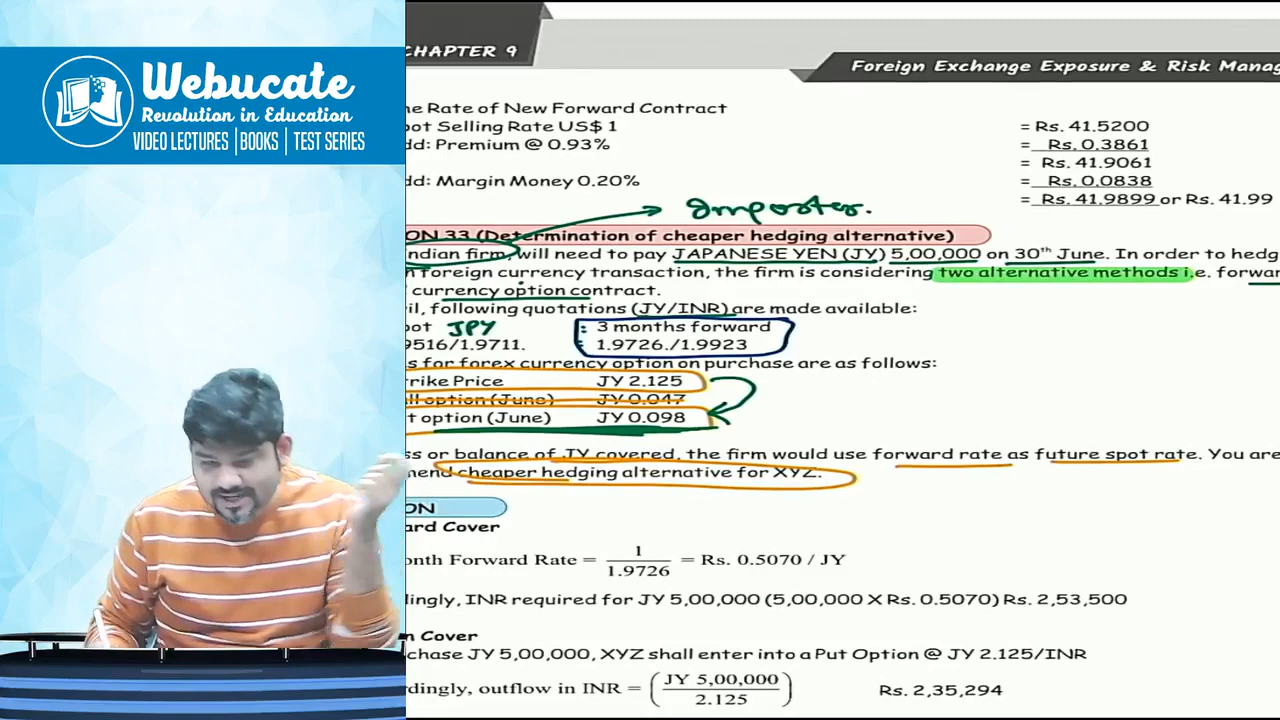 Webucate
Revolution in Education
VIDEO LECTURES | BOOKS | TEST SERIES
CHAPTER 9
Foreign Exchange Exposure & Risk Manag
he Rate of New Forward Contract
ot Selling Rate US$ 1 = Rs. 41.5200
dd: Premium @ 0.93% = Rs. 0.3861
= Rs. 41.9061
dd: Margin Money 0.20% = Rs. 0.0838
= Rs. 41.9899 or Rs. 41.99
Importer.
ON 33 (Determination of cheaper hedging alternative)
Indian firm, will need to pay JAPANESE YEN (JY) 5,00,000 on 30th June. In order to hedg
n foreign currency transaction, the firm is considering two alternative methods i.e. forwar
currency option contract.
il, following quotations (JY/INR) are made available:
pot JPY : 3 months forward
9516/1.9711. : 1.9726./1.9923
s for forex currency option on purchase are as follows:
trike Price JY 2.125
ll option (June) JY 0.047
t option (June) JY 0.098
ss or balance of JY covered, the firm would use forward rate as future spot rate. You are
mend cheaper hedging alternative for XYZ.
ON
ard Cover
onth Forward Rate = 1 / 1.9726 = Rs. 0.5070 / JY
dingly, INR required for JY 5,00,000 (5,00,000 X Rs. 0.5070) Rs. 2,53,500
n Cover
chase JY 5,00,000, XYZ shall enter into a Put Option @ JY 2.125/INR
rdingly, outflow in INR = (JY 5,00,000 / 2.125) Rs. 2,35,294